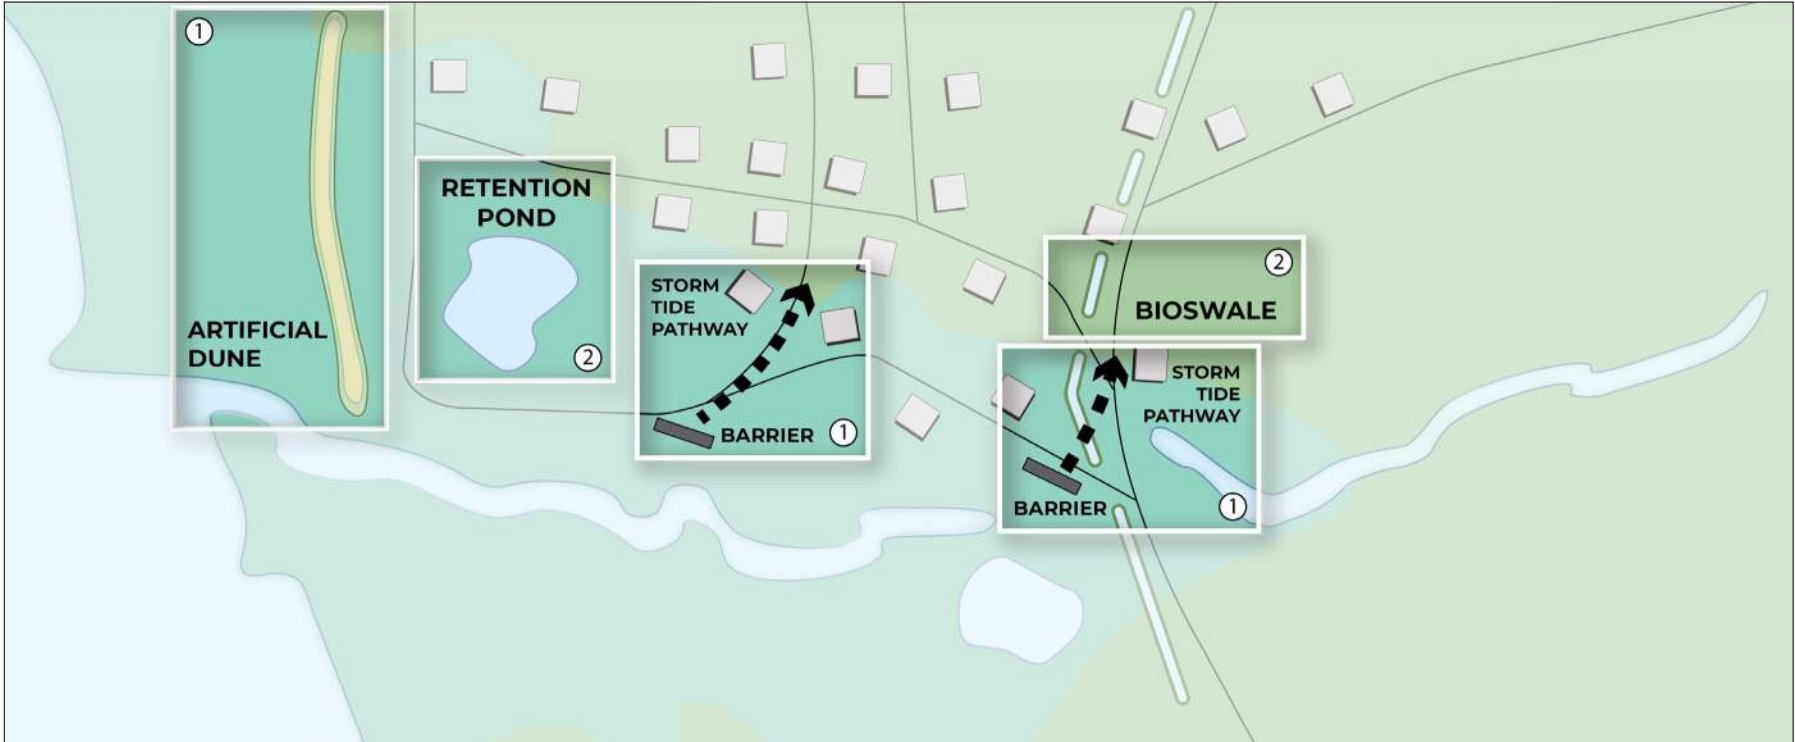 ①
ARTIFICIAL
DUNE
RETENTION
POND
②
STORM
TIDE
PATHWAY
BARRIER ①
②
BIOSWALE
STORM
TIDE
PATHWAY
BARRIER
①